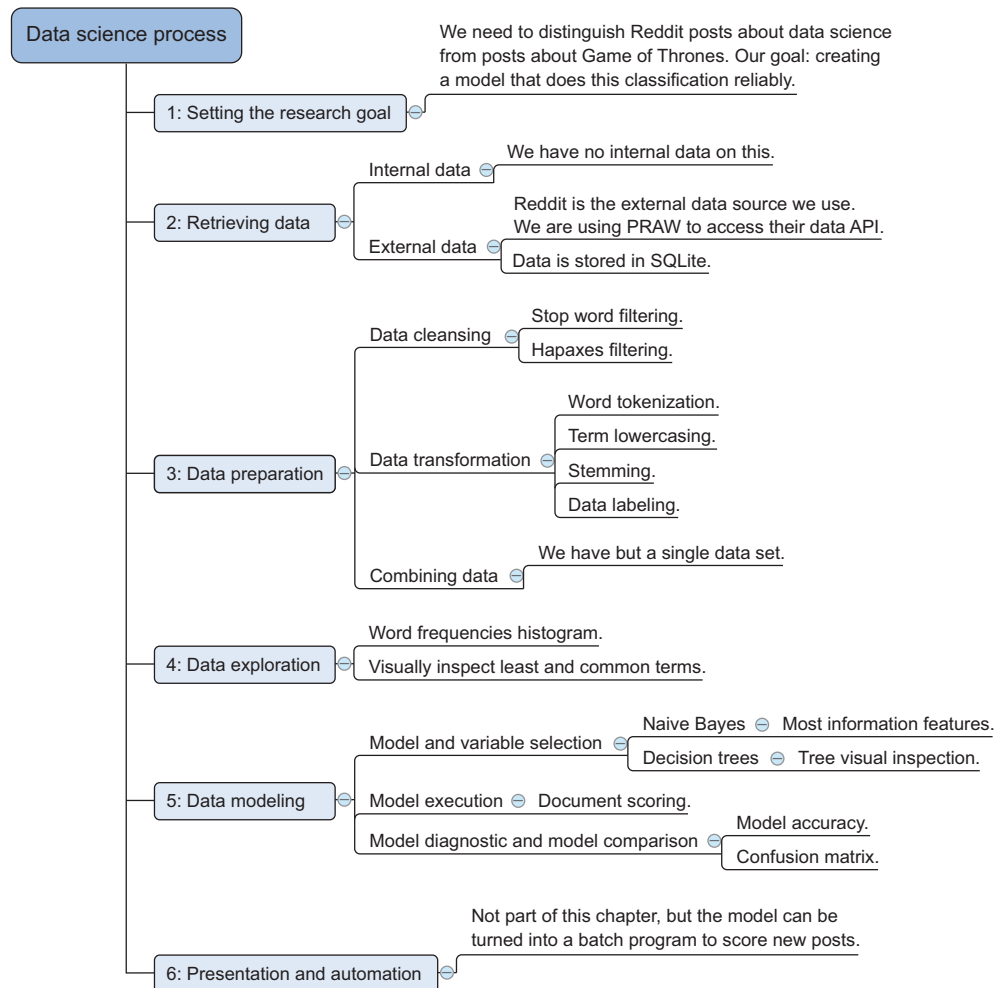 Data science process
We need to distinguish Reddit posts about data science
from posts about Game of Thrones. Our goal: creating
a model that does this classification reliably.
1: Setting the research goal
We have no internal data on this.
Internal data
2: Retrieving data
Reddit is the external data source we use.
We are using PRAW to access their data API.
External data
Data is stored in SQLite.
Stop word filtering.
Data cleansing
Hapaxes filtering.
Word tokenization.
Term lowercasing.
Data transformation
3: Data preparation
Stemming.
Data labeling.
We have but a single data set.
Combining data
Word frequencies histogram.
4: Data exploration
Visually inspect least and common terms.
Naive Bayes Most information features.
Model and variable selection
Decision trees Tree visual inspection.
5: Data modeling
Model execution Document scoring.
Model accuracy.
Model diagnostic and model comparison
Confusion matrix.
Not part of this chapter, but the model can be
turned into a batch program to score new posts.
6: Presentation and automation